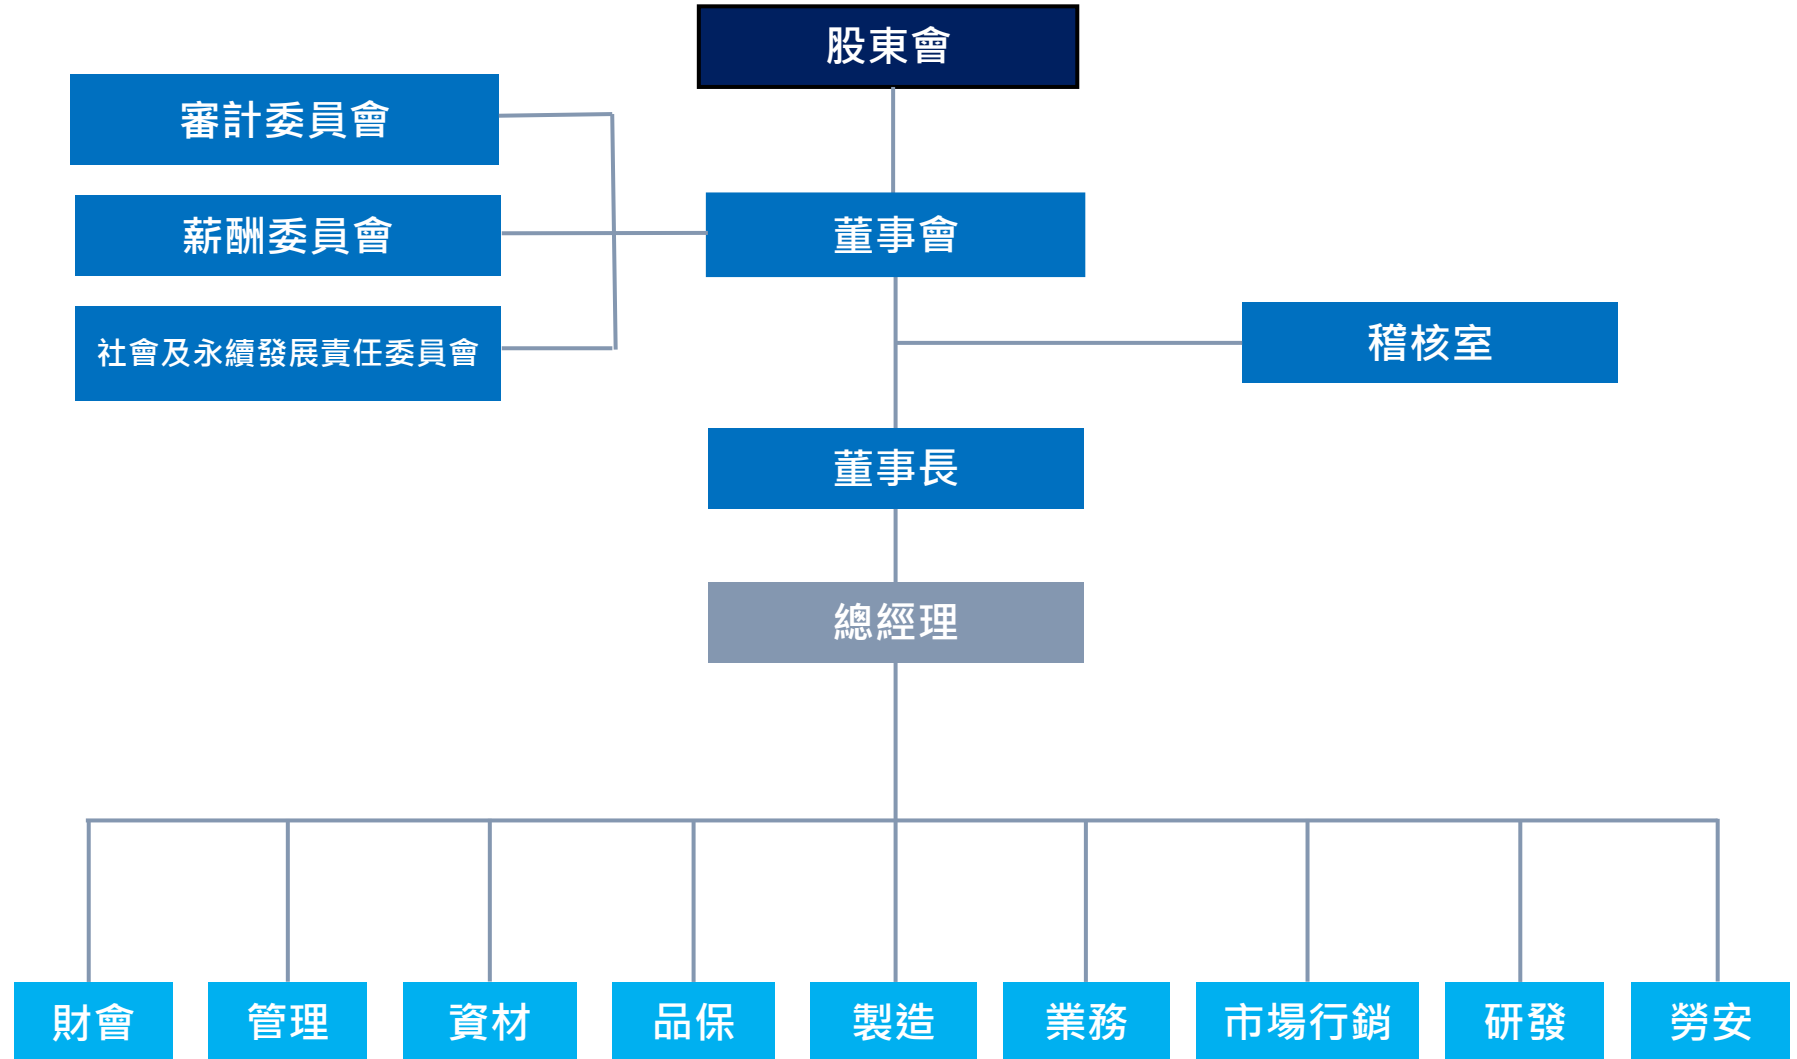 股東會
審計委員會
薪酬委員會
董事會
社會及永續發展責任委員會
稽核室
董事長
總經理
財會
管理
資材
品保
製造
業務
市場行銷
研發
勞安